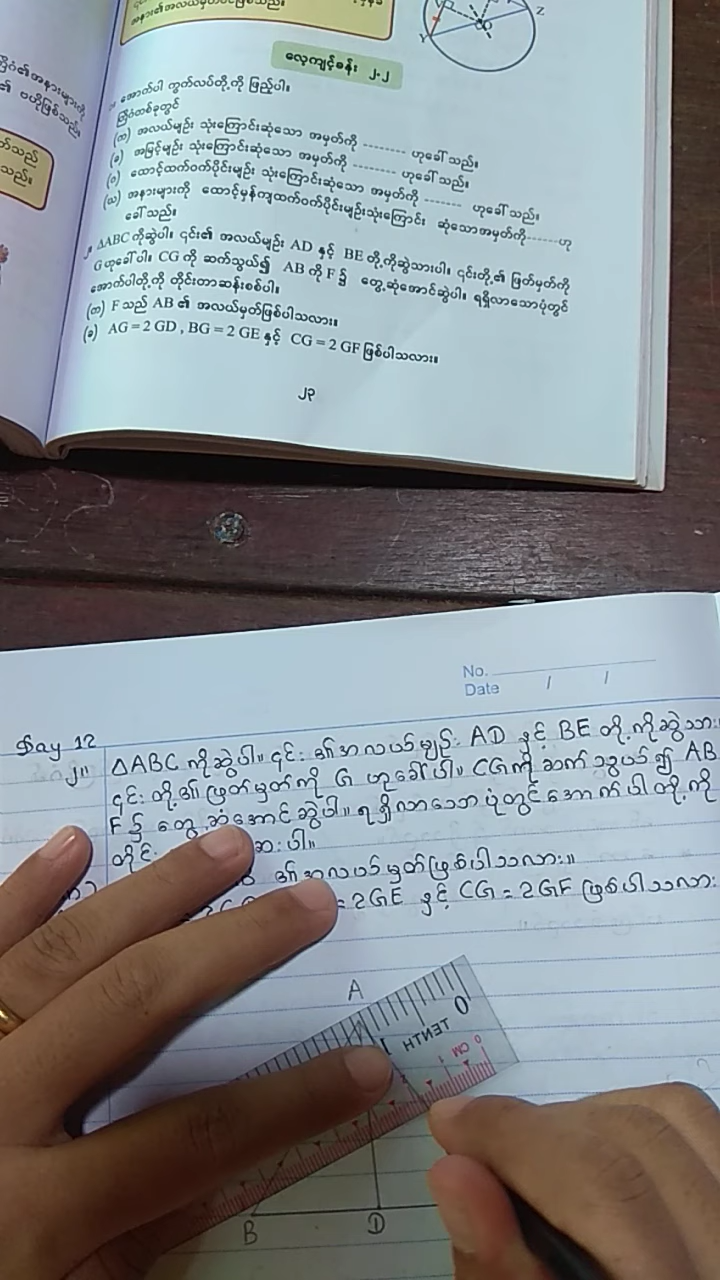 လေ့ကျင့်ခန်း ၂.၂
၁။ အောက်ပါ ကွက်လပ်တို့ကို ဖြည့်ပါ။
တြိဂံတစ်ခုတွင်
(က) အလယ်မျဉ်း သုံးကြောင်းဆုံသော အမှတ်ကို -------- ဟုခေါ်သည်။
(ခ) အမြင့်မျဉ်း သုံးကြောင်းဆုံသော အမှတ်ကို -------- ဟုခေါ်သည်။
(ဂ) ထောင့်ထက်ဝက်ပိုင်းမျဉ်း သုံးကြောင်းဆုံသော အမှတ်ကို ------- ဟုခေါ်သည်။
(ဃ) အနားများကို ထောင့်မှန်ကျထက်ဝက်ပိုင်းမျဉ်းသုံးကြောင်း ဆုံသောအမှတ်ကို------ဟု
ခေါ်သည်။
၂။ ΔABC ကိုဆွဲပါ။ ၎င်း၏ အလယ်မျဉ်း AD နှင့် BE တို့ကိုဆွဲသားပါ။ ၎င်းတို့၏ ဖြတ်မှတ်ကို
G ဟုခေါ်ပါ။ CG ကို ဆက်သွယ်၍ AB ကို F ၌ တွေ့ဆုံအောင်ဆွဲပါ။ ရရှိလာသောပုံတွင်
အောက်ပါတို့ကို တိုင်းတာဆန်းစစ်ပါ။
(က) F သည် AB ၏ အလယ်မှတ်ဖြစ်ပါသလား။
(ခ) AG = 2 GD , BG = 2 GE နှင့် CG = 2 GF ဖြစ်ပါသလား။
၂၃
No.
Date / /
Day 12
၂။ ΔABC ကိုဆွဲပါ။ ၎င်း၏အလယ်မျဉ်း AD နှင့် BE တို့ကိုဆွဲသား
၎င်းတို့၏ဖြတ်မှတ်ကို G ဟုခေါ်ပါ။ CG ကို ဆက်သွယ်၍ AB
F ၌ တွေ့ဆုံအောင်ဆွဲပါ။ ရရှိလာသောပုံတွင်အောက်ပါတို့ကို
တိုင်း
၏အလယ်မှတ်ဖြစ်ပါသလား။
= 2GE နှင့် CG = 2GF ဖြစ်ပါသလား
A
0
TENTH
1
0 CM 1
B D
Y Z